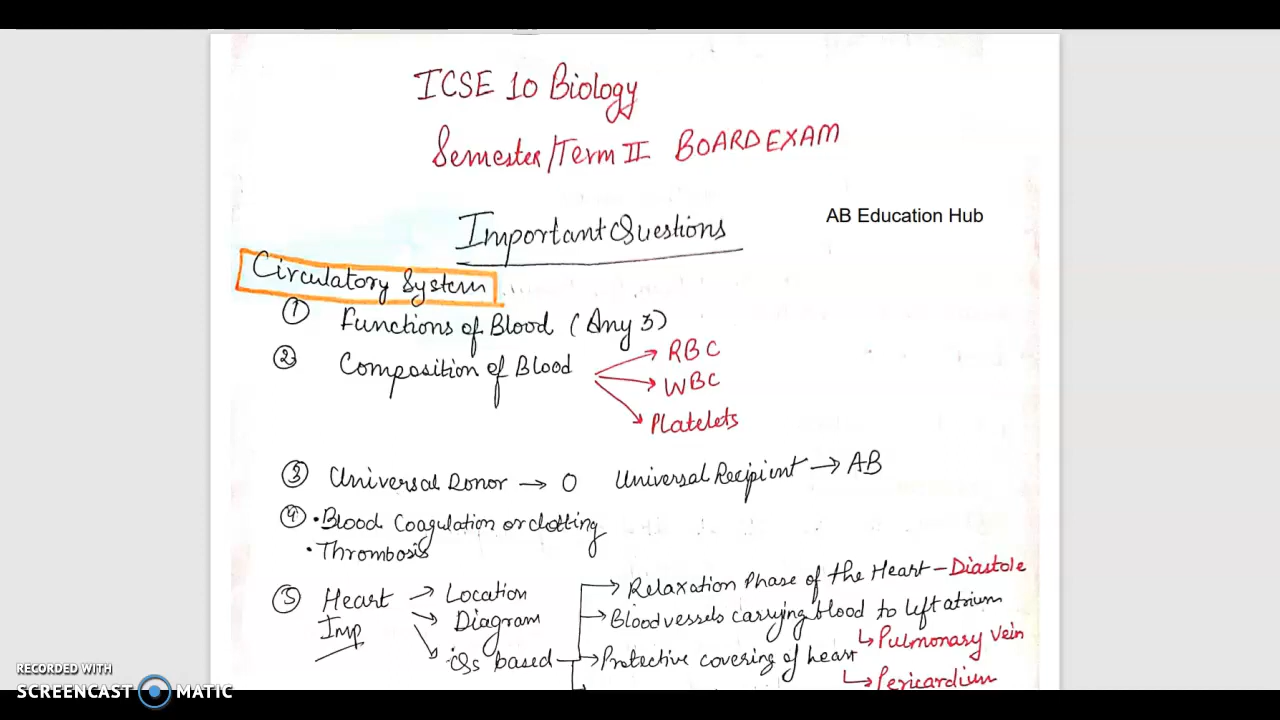 ICSE 10 Biology
Semester/Term II BOARD EXAM
AB Education Hub
Important Questions
Circulatory System
① Functions of Blood (Any 3)
② Composition of Blood → RBC
→ WBC
→ Platelets
③ Universal Donor → O Universal Recipient → AB
④ • Blood Coagulation or clotting
• Thrombosis
⑤ Heart → Location
Imp → Diagram
→ Qs based
→ Relaxation Phase of the Heart - Diastole
→ Blood vessels carrying blood to left atrium
↳ Pulmonary Vein
→ Protective covering of heart
↳ Pericardium
RECORDED WITH
SCREENCAST MATIC